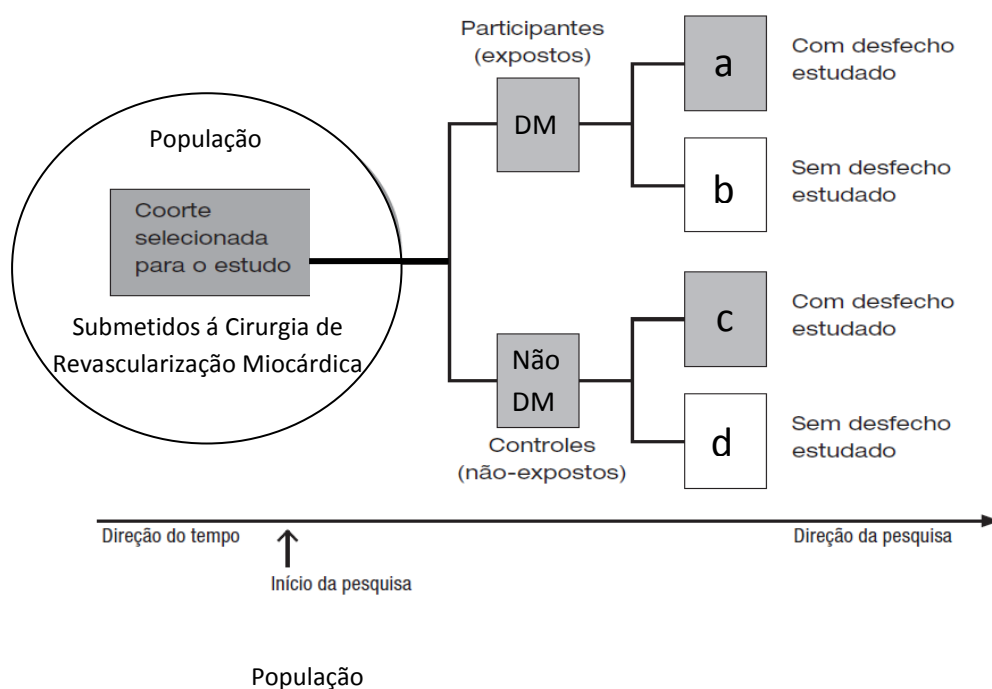 Participantes
(expostos)
População
Coorte
selecionada
para o estudo
Submetidos á Cirurgia de
Revascularização Miocárdica
DM
a
Com desfecho
estudado
b
Sem desfecho
estudado
Não
DM
Controles
(não-expostos)
c
Com desfecho
estudado
d
Sem desfecho
estudado
Direção do tempo
Início da pesquisa
Direção da pesquisa
População